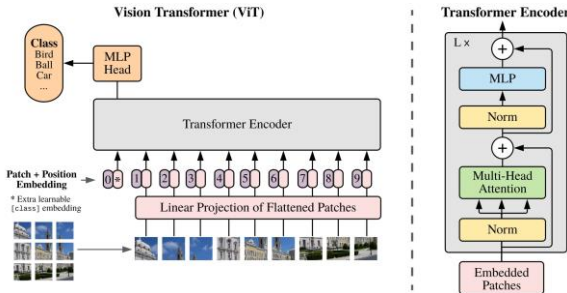 Vision Transformer (ViT)
Class
Bird
Ball
Car
...
MLP
Head
Transformer Encoder
Patch + Position
Embedding
* Extra learnable
[class] embedding
0 * 1 2 3 4 5 6 7 8 9
Linear Projection of Flattened Patches
Transformer Encoder
L x
+
MLP
Norm
+
Multi-Head
Attention
Norm
Embedded
Patches